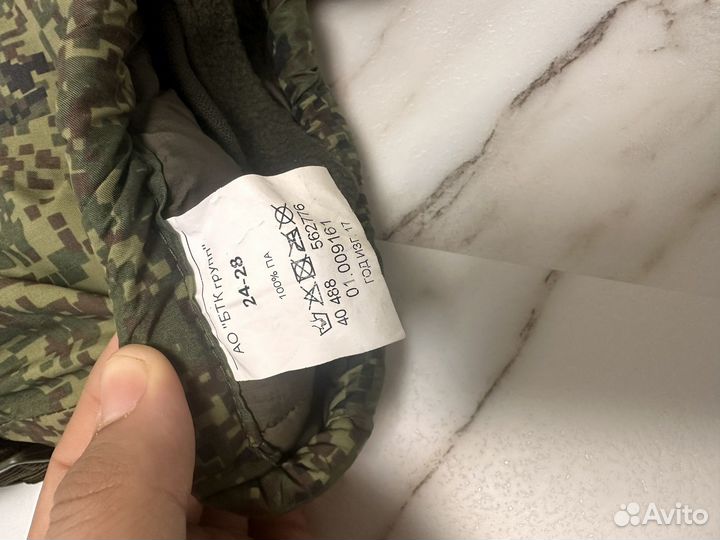 АО "БТК групп"
24-28
100% ПА
40 488 562776
01.009161
ГОД ИЗГ. 17
Avito